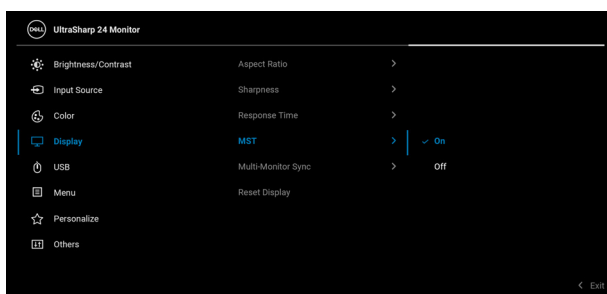 DELL UltraSharp 24 Monitor
Brightness/Contrast Aspect Ratio >
Input Source Sharpness >
Color Response Time >
Display MST > ✓ On
USB Multi-Monitor Sync > Off
Menu Reset Display
Personalize
Others
< Exit